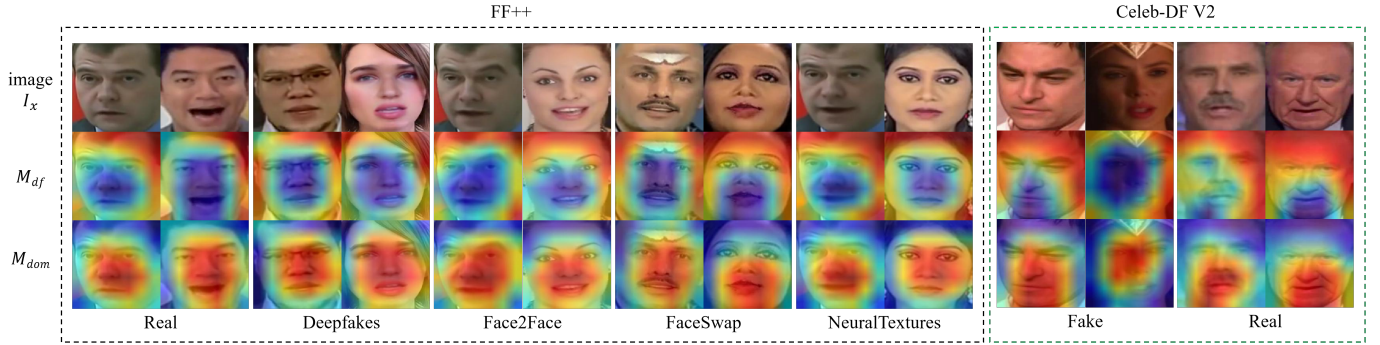 FF++
Celeb-DF V2
image
I_x
M_df
M_dom
Real
Deepfakes
Face2Face
FaceSwap
NeuralTextures
Fake
Real